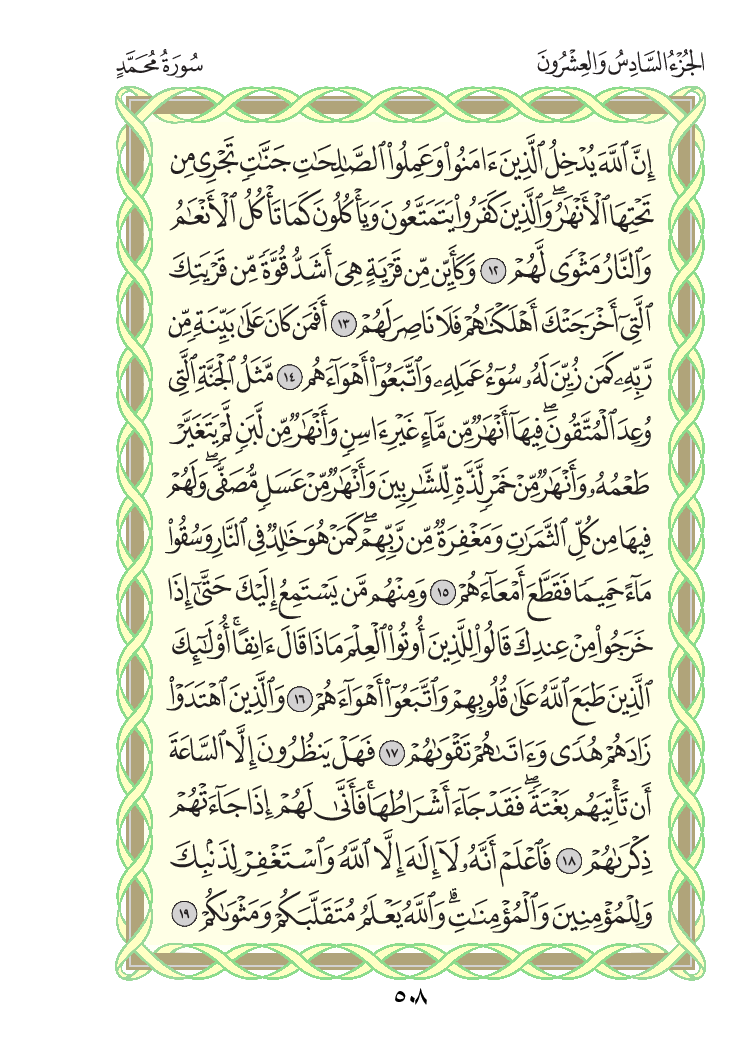 الجُزْءُ السَّادِسُ وَالعِشْرُونَ
سُورَةُ مُحَمَّدٍ
إِنَّ ٱللَّهَ يُدْخِلُ ٱلَّذِينَ ءَامَنُوا۟ وَعَمِلُوا۟ ٱلصَّـٰلِحَـٰتِ جَنَّـٰتٍ تَجْرِى مِن
تَحْتِهَا ٱلْأَنْهَـٰرُۖ وَٱلَّذِينَ كَفَرُوا۟ يَتَمَتَّعُونَ وَيَأْكُلُونَ كَمَا تَأْكُلُ ٱلْأَنْعَـٰمُ
وَٱلنَّارُ مَثْوًى لَّهُمْ ١٢ وَكَأَيِّن مِّن قَرْيَةٍ هِىَ أَشَدُّ قُوَّةً مِّن قَرْيَتِكَ
ٱلَّتِىٓ أَخْرَجَتْكَ أَهْلَكْنَـٰهُمْ فَلَا نَاصِرَ لَهُمْ ١٣ أَفَمَن كَانَ عَلَىٰ بَيِّنَةٍ مِّن
رَّبِّهِۦ كَمَن زُيِّنَ لَهُۥ سُوٓءُ عَمَلِهِۦ وَٱتَّبَعُوٓا۟ أَهْوَآءَهُم ١٤ مَّثَلُ ٱلْجَنَّةِ ٱلَّتِى
وُعِدَ ٱلْمُتَّقُونَۖ فِيهَآ أَنْهَـٰرٌ مِّن مَّآءٍ غَيْرِ ءَاسِنٍ وَأَنْهَـٰرٌ مِّن لَّبَنٍ لَّمْ يَتَغَيَّرْ
طَعْمُهُۥ وَأَنْهَـٰرٌ مِّنْ خَمْرٍ لَّذَّةٍ لِّلشَّـٰرِبِينَ وَأَنْهَـٰرٌ مِّنْ عَسَلٍ مُّصَفًّىۖ وَلَهُمْ
فِيهَا مِن كُلِّ ٱلثَّمَرَٰتِ وَمَغْفِرَةٌ مِّن رَّبِّهِمْۖ كَمَنْ هُوَ خَـٰلِدٌ فِى ٱلنَّارِ وَسُقُوا۟
مَآءً حَمِيمًا فَقَطَّعَ أَمْعَآءَهُمْ ١٥ وَمِنْهُم مَّن يَسْتَمِعُ إِلَيْكَ حَتَّىٰٓ إِذَا
خَرَجُوا۟ مِنْ عِندِكَ قَالُوا۟ لِلَّذِينَ أُوتُوا۟ ٱلْعِلْمَ مَاذَا قَالَ ءَانِفًاۚ أُو۟لَـٰٓئِكَ
ٱلَّذِينَ طَبَعَ ٱللَّهُ عَلَىٰ قُلُوبِهِمْ وَٱتَّبَعُوٓا۟ أَهْوَآءَهُمْ ١٦ وَٱلَّذِينَ ٱهْتَدَوْا۟
زَادَهُمْ هُدًى وَءَاتَىٰهُمْ تَقْوَىٰهُمْ ١٧ فَهَلْ يَنظُرُونَ إِلَّا ٱلسَّاعَةَ
أَن تَأْتِيَهُم بَغْتَةًۖ فَقَدْ جَآءَ أَشْرَاطُهَاۚ فَأَنَّىٰ لَهُمْ إِذَا جَآءَتْهُمْ
ذِكْرَىٰهُمْ ١٨ فَٱعْلَمْ أَنَّهُۥ لَآ إِلَـٰهَ إِلَّا ٱللَّهُ وَٱسْتَغْفِرْ لِذَنۢبِكَ
وَلِلْمُؤْمِنِينَ وَٱلْمُؤْمِنَـٰتِۗ وَٱللَّهُ يَعْلَمُ مُتَقَلَّبَكُمْ وَمَثْوَىٰكُمْ ١٩
٥٠٨